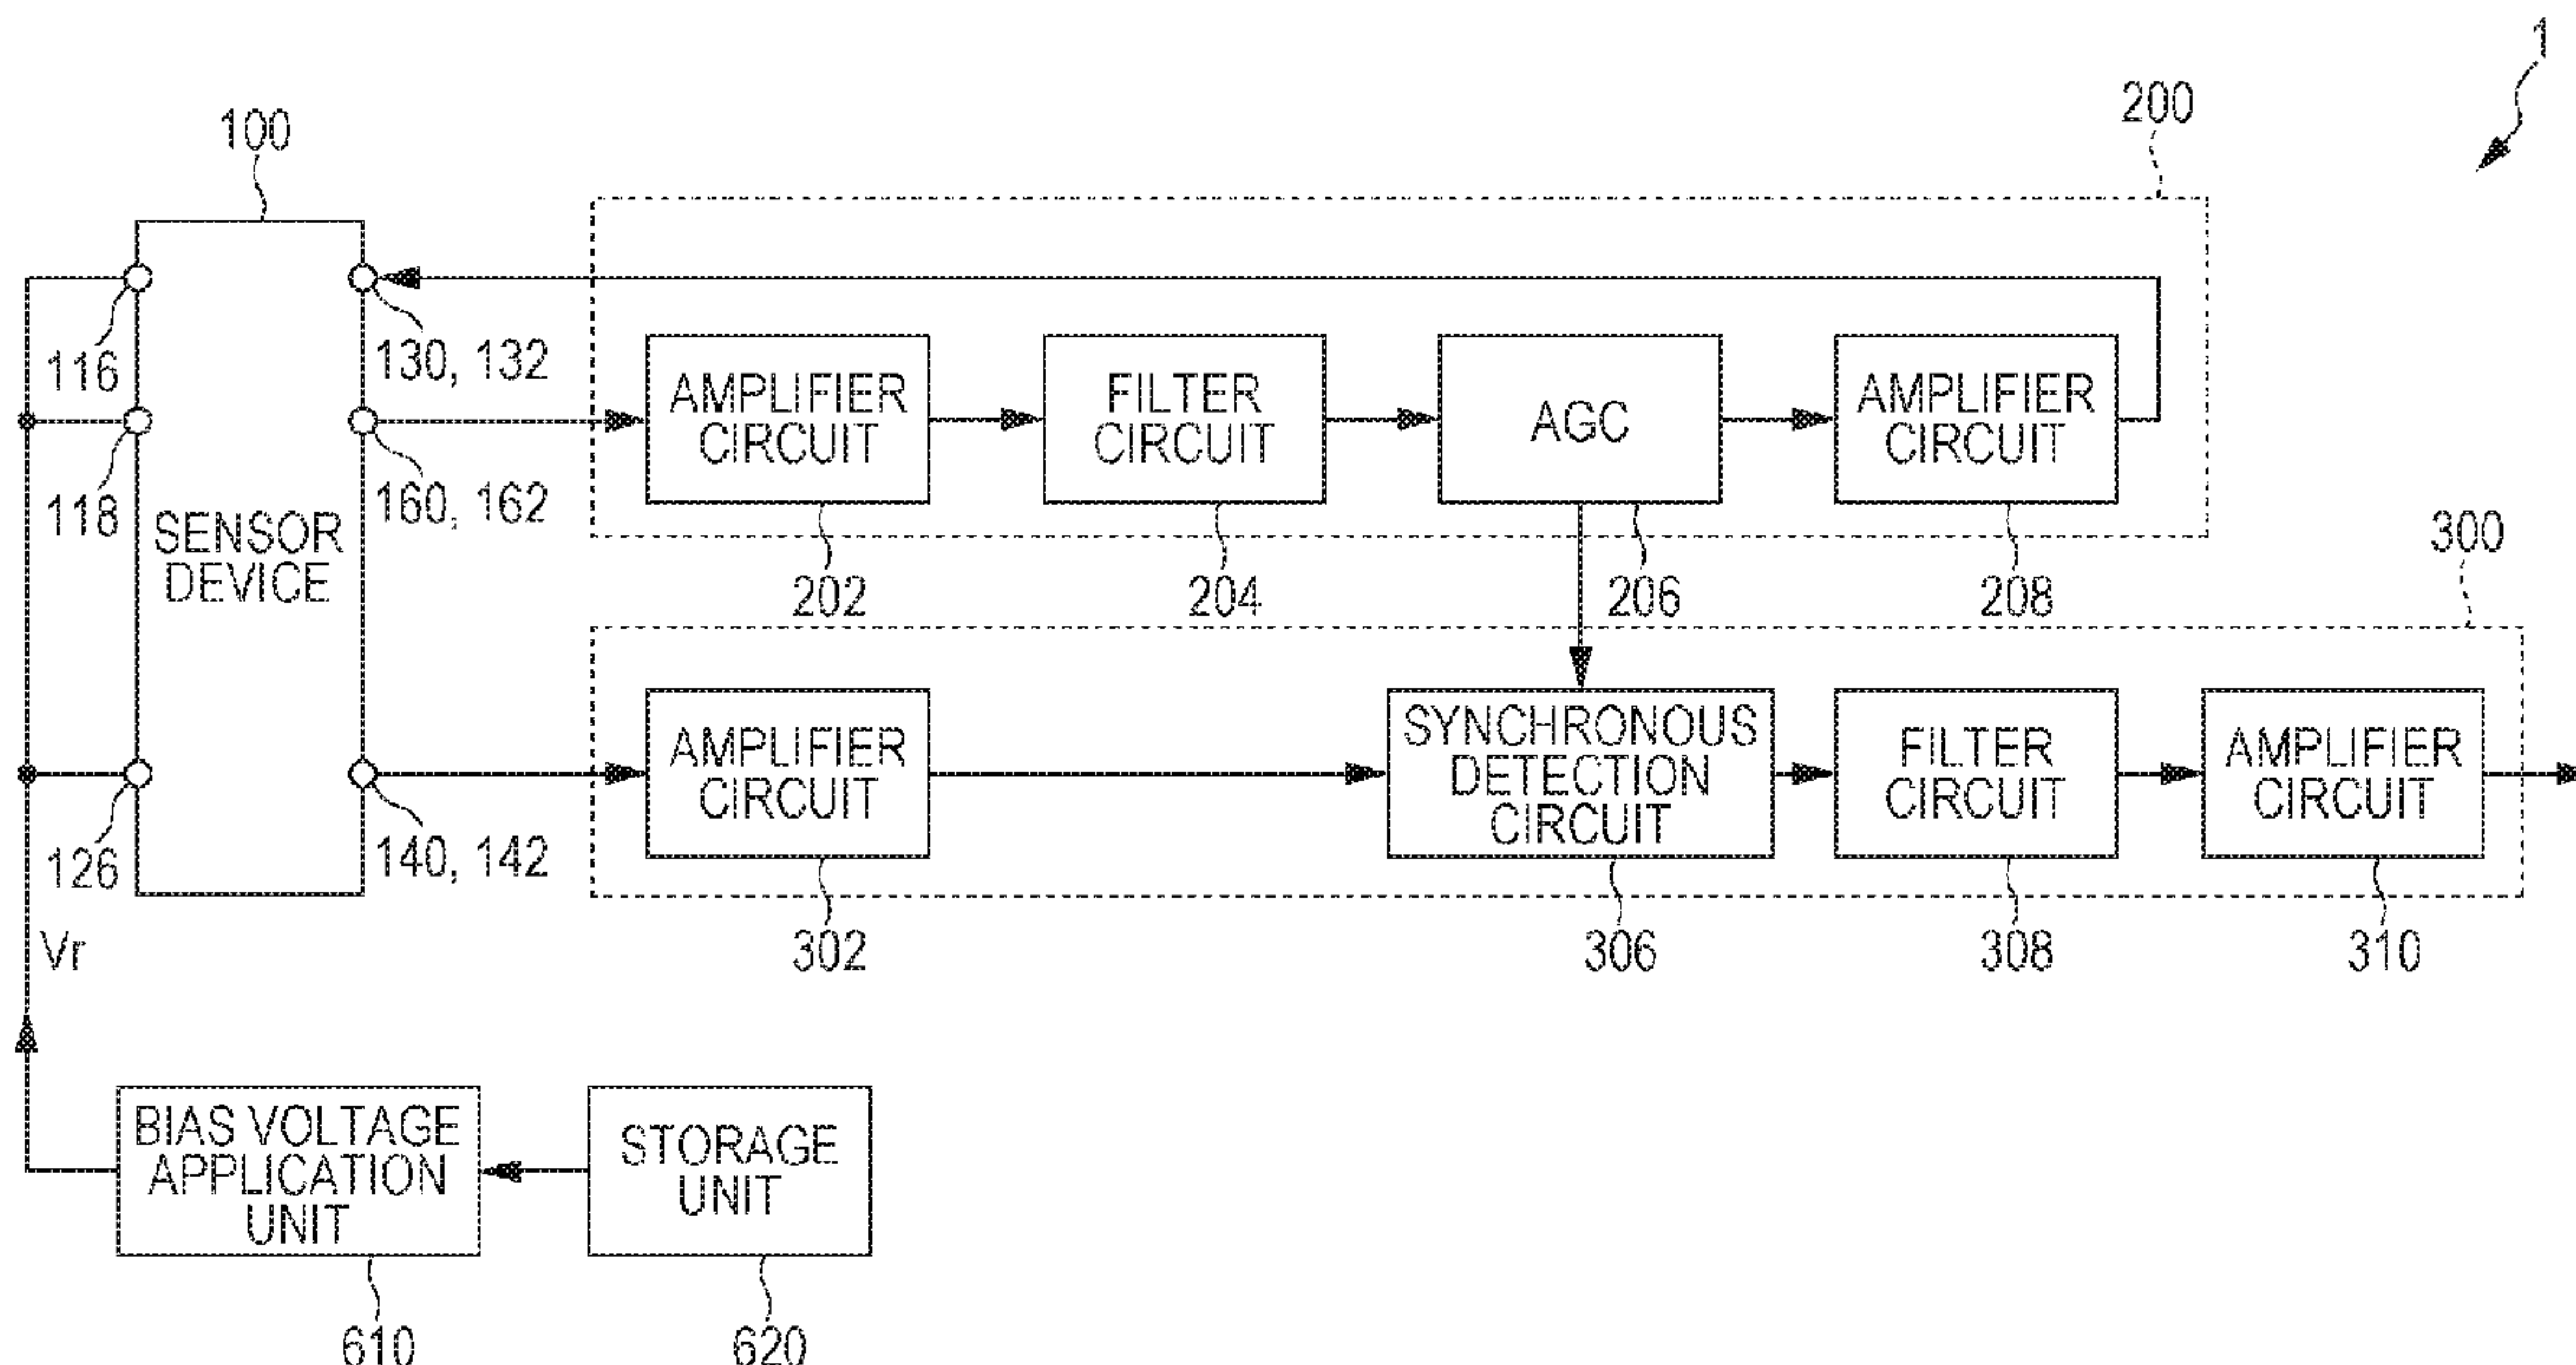 1
200
100
116
130, 132
118
160, 162
SENSOR
DEVICE
AMPLIFIER
CIRCUIT
FILTER
CIRCUIT
AGC
AMPLIFIER
CIRCUIT
202
204
206
208
300
126
140, 142
AMPLIFIER
CIRCUIT
SYNCHRONOUS
DETECTION
CIRCUIT
FILTER
CIRCUIT
AMPLIFIER
CIRCUIT
302
306
308
310
Vr
BIAS VOLTAGE
APPLICATION
UNIT
STORAGE
UNIT
610
620